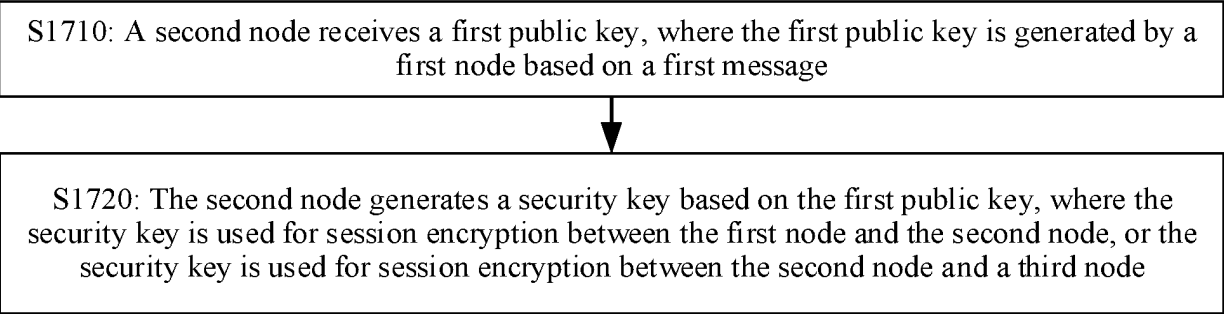 S1710: A second node receives a first public key, where the first public key is generated by a
first node based on a first message
S1720: The second node generates a security key based on the first public key, where the
security key is used for session encryption between the first node and the second node, or the
security key is used for session encryption between the second node and a third node